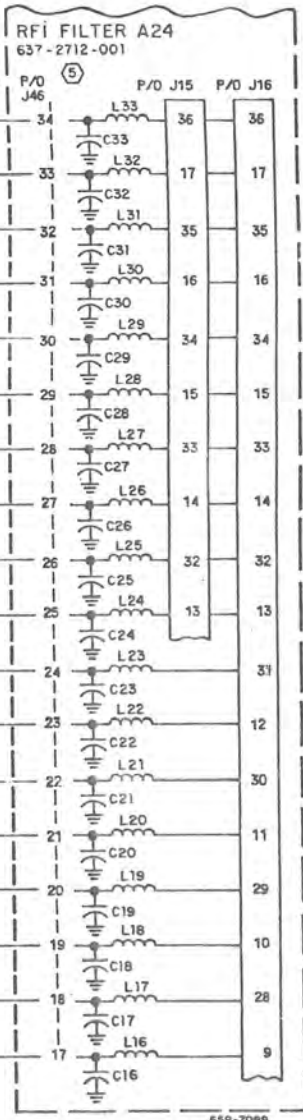 RFi FILTER A24
637-2712-001
5
P/O J46
P/O J15
P/O J16
L33
34
36
36
C33
L32
33
17
17
C32
L31
32
35
35
C31
L30
31
16
16
C30
L29
30
34
34
C29
L28
29
15
15
C28
L27
28
33
33
C27
L26
27
14
14
C26
L25
26
32
32
C25
L24
25
13
13
C24
L23
24
31
C23
L22
23
12
C22
L21
22
30
C21
L20
21
11
C20
L19
20
29
C19
L18
19
10
C18
L17
18
28
C17
L16
17
9
C16